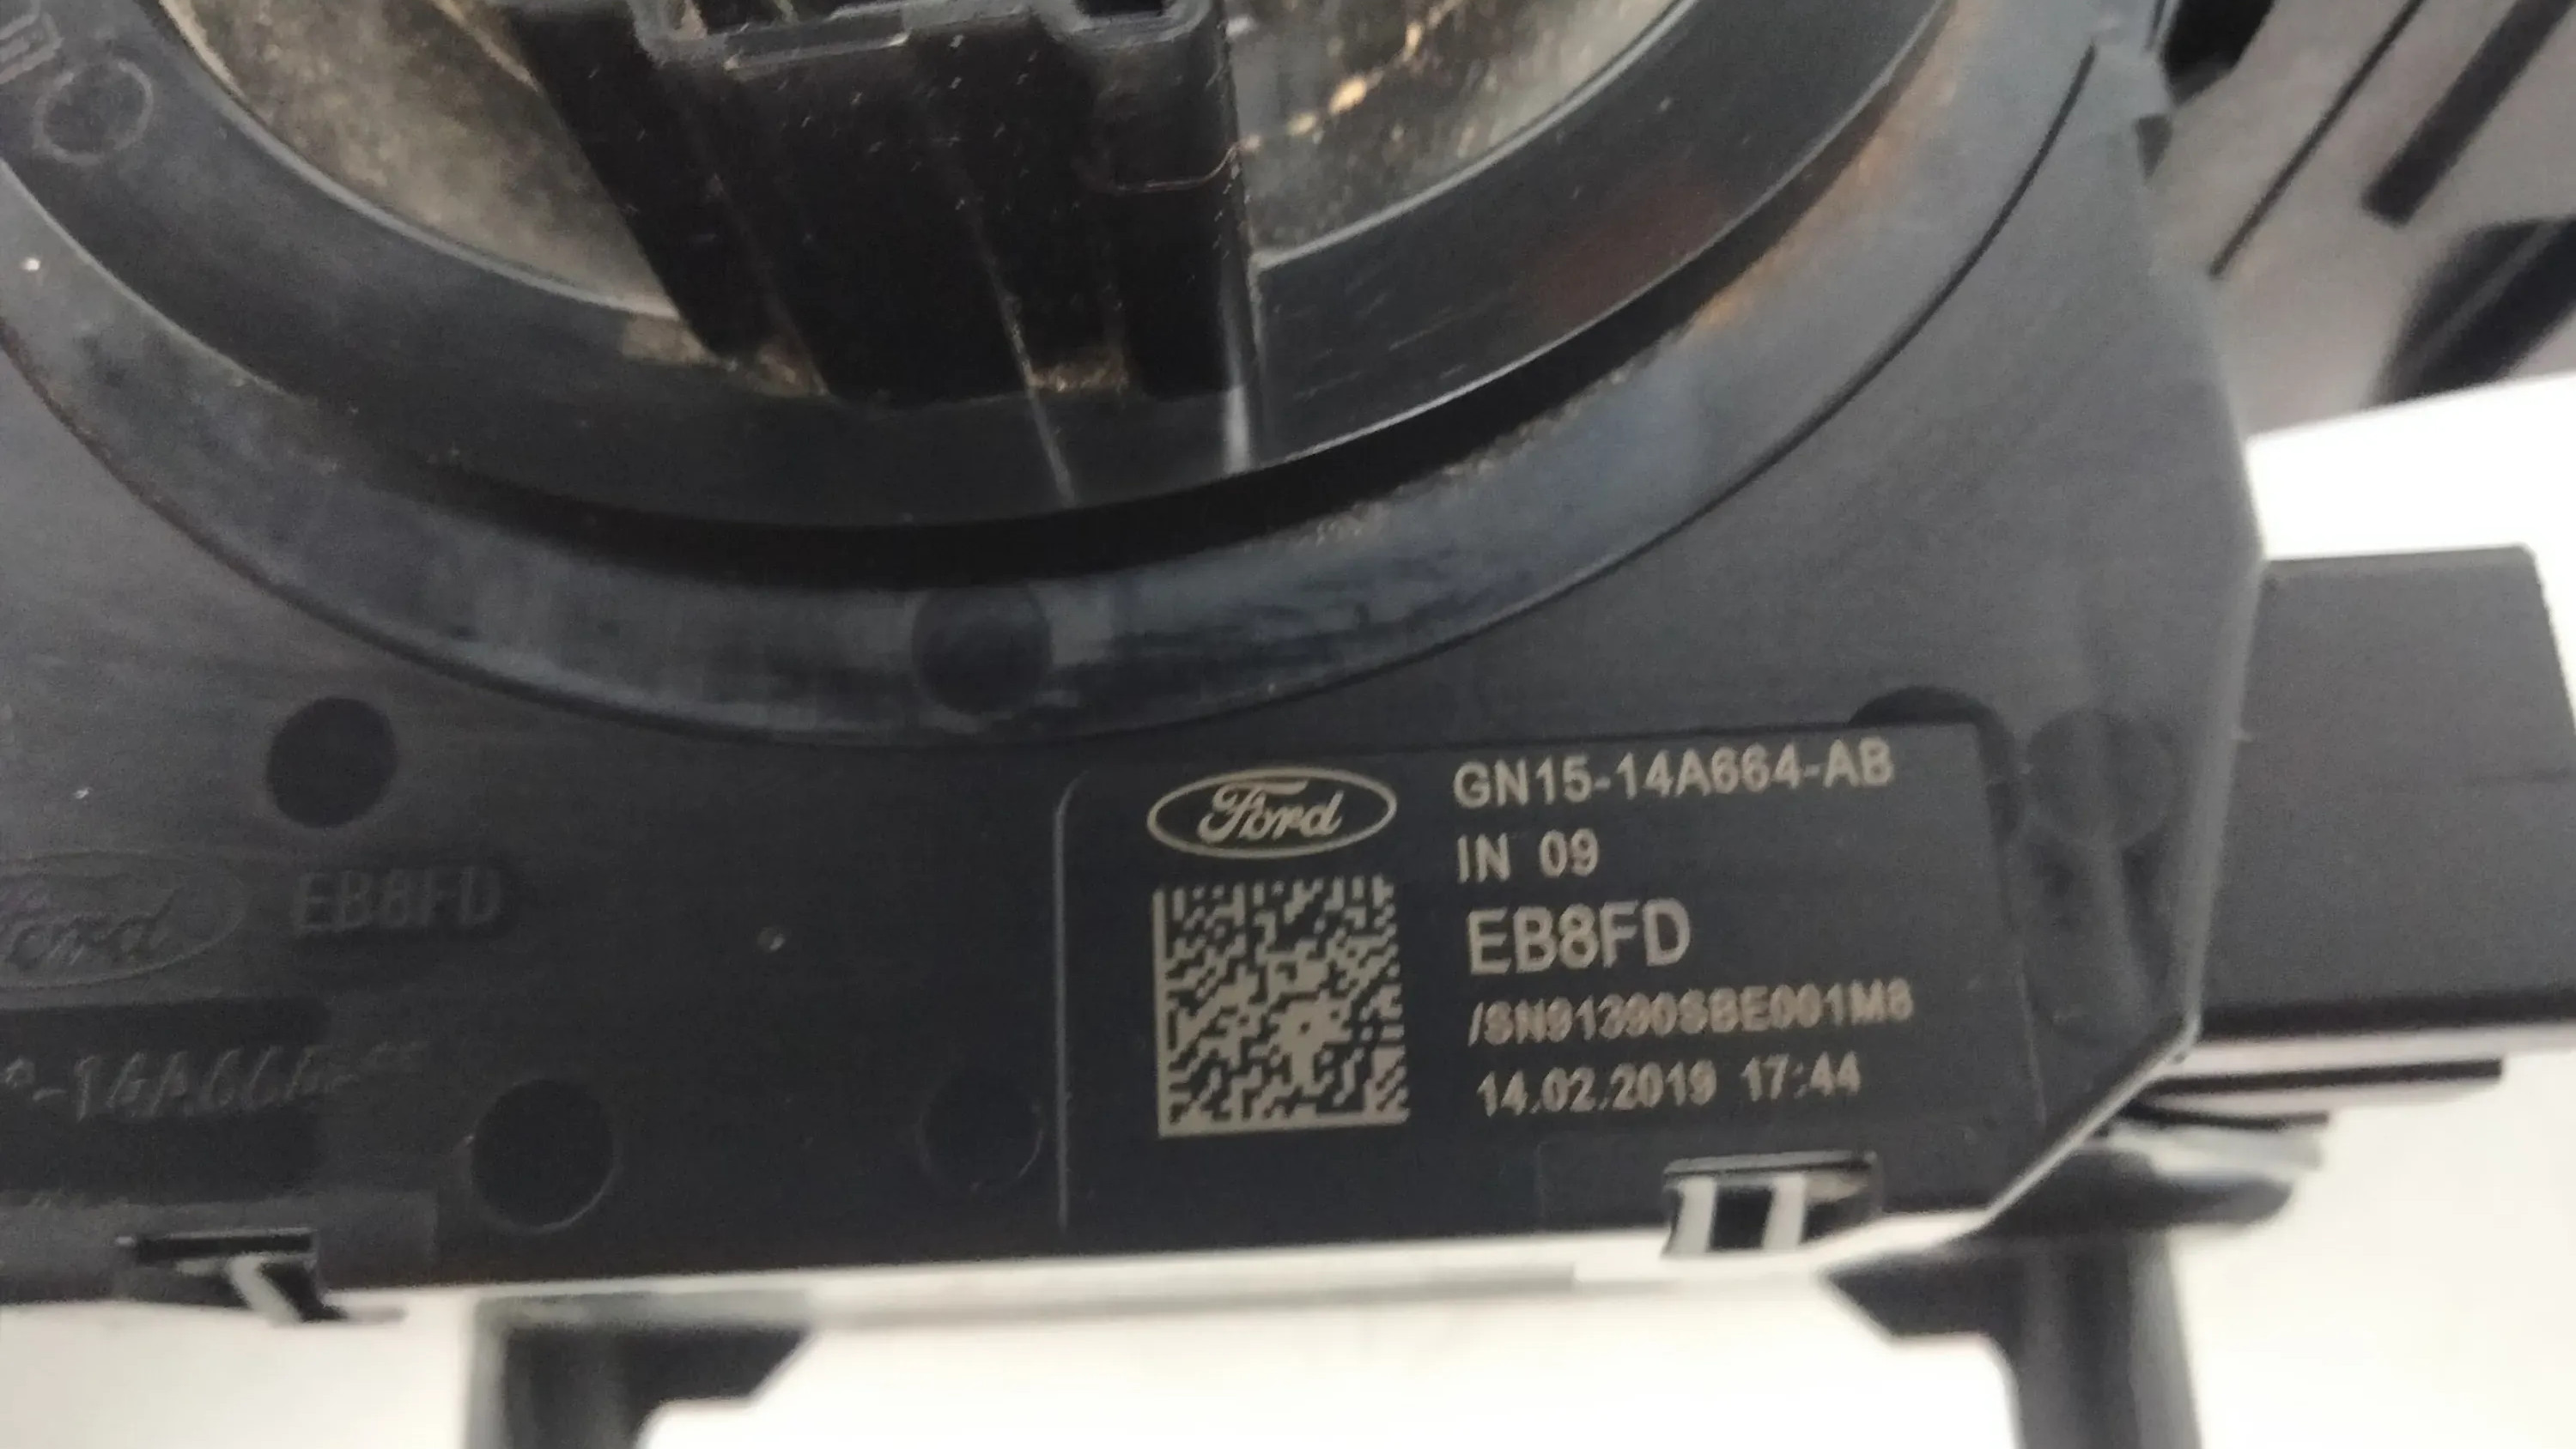 Ford
GN15-14A664-AB
IN 09
EB8FD
/SN91390SBE001M8
14.02.2019 17:44
Ford
EB8FD